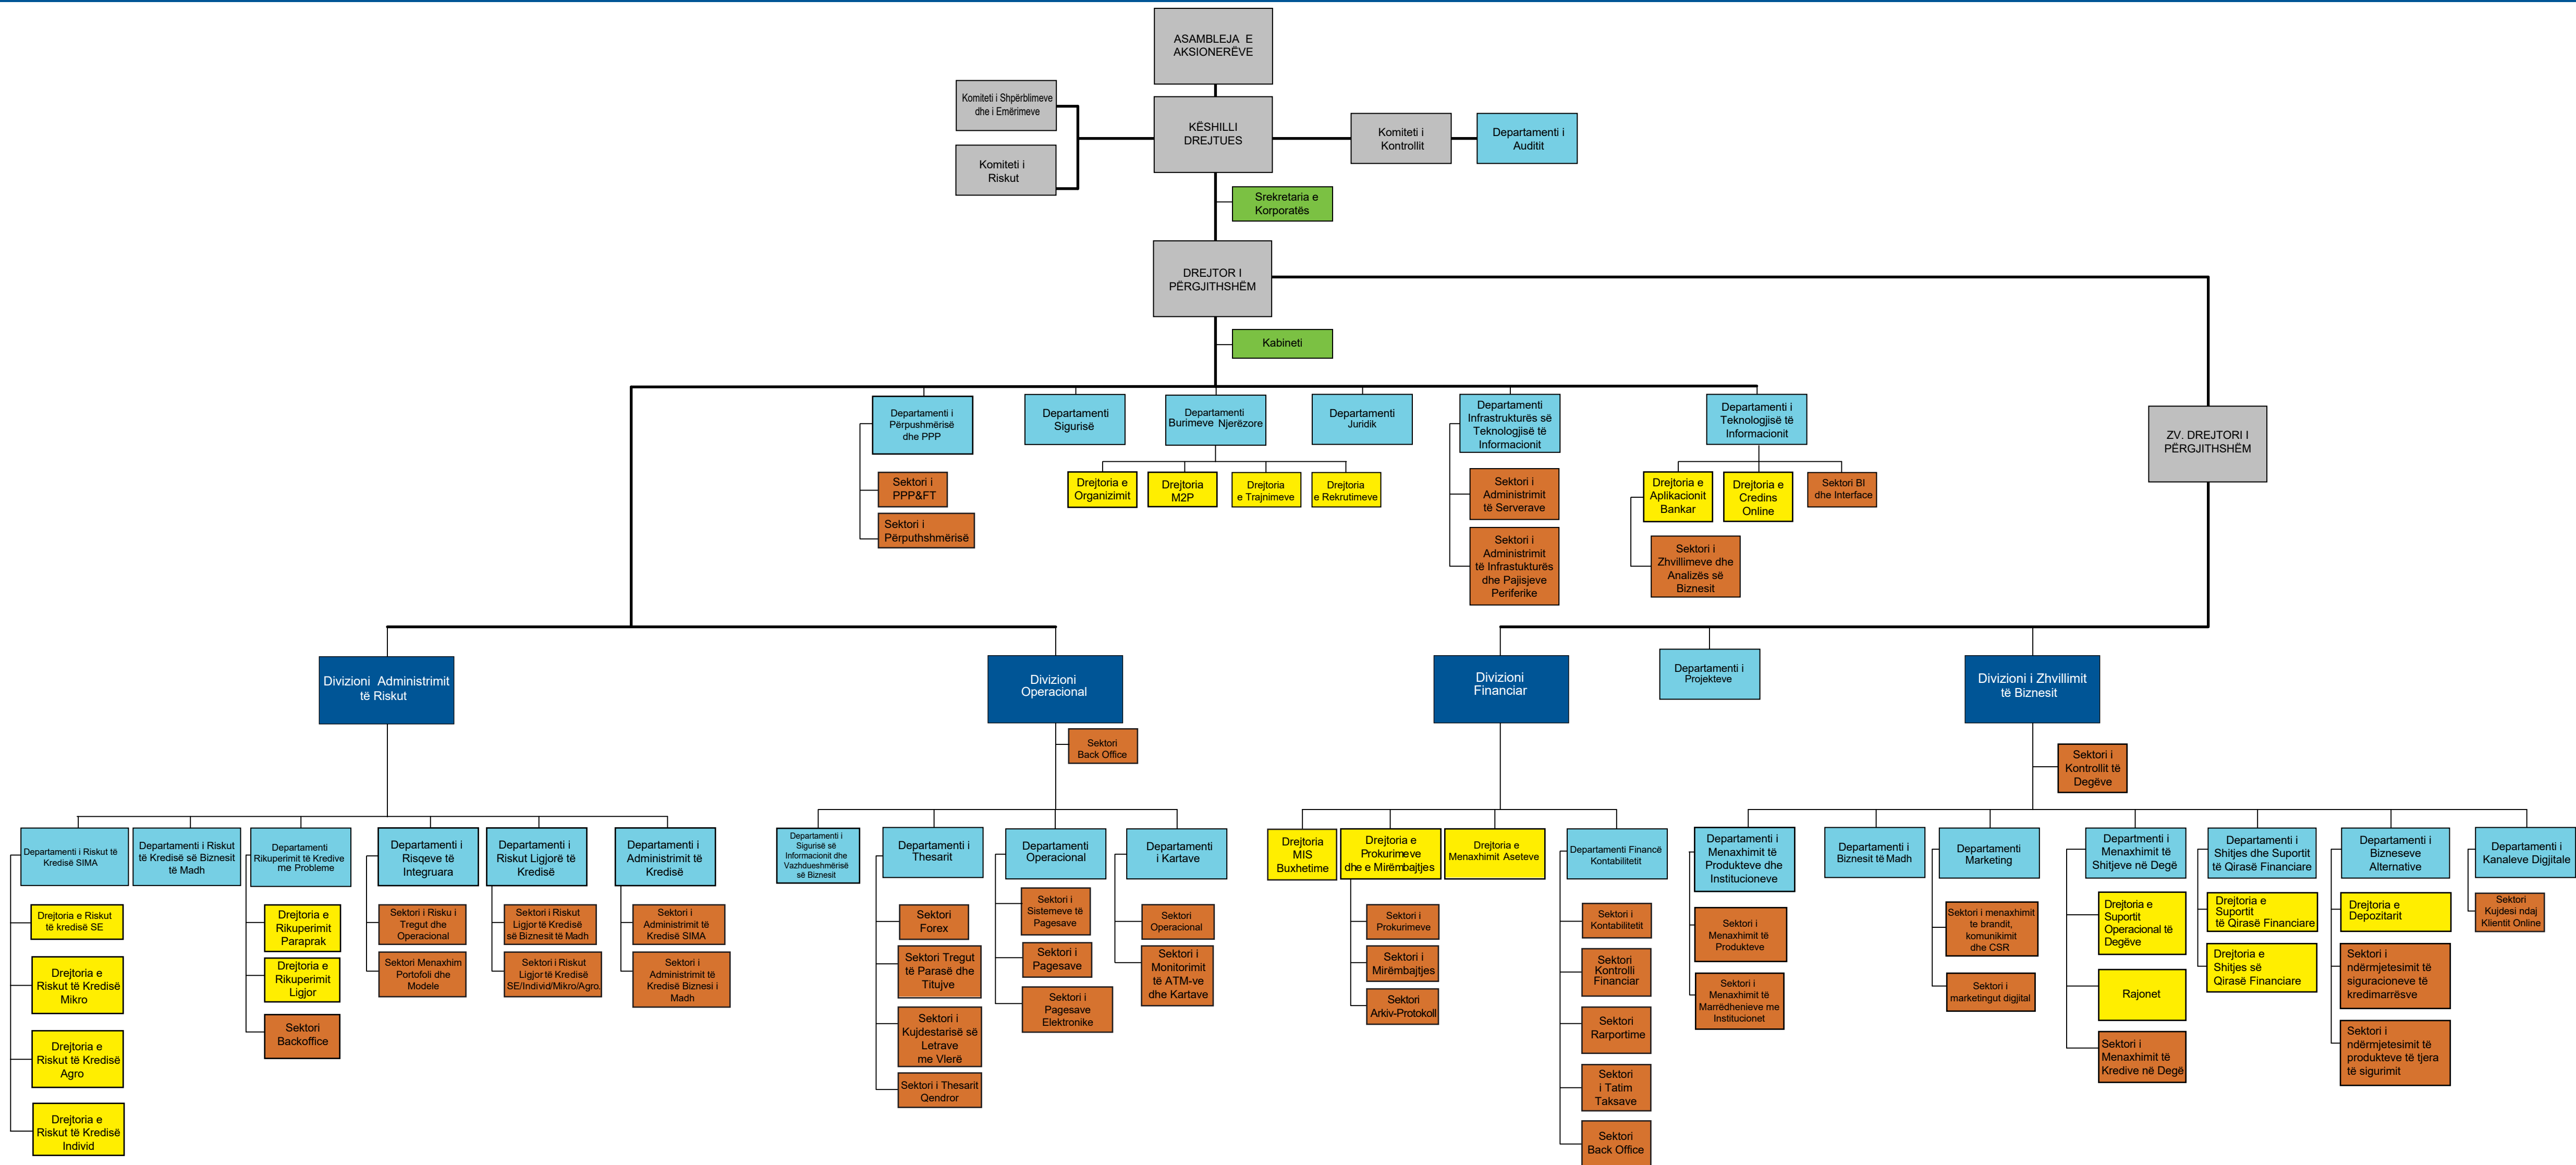 ASAMBLEJA E
AKSIONERËVE
Komiteti i Shpërblimeve
dhe i Emërimeve
KËSHILLI
DREJTUES
Komiteti i
Kontrollit
Departamenti i
Auditit
Komiteti i
Riskut
Srekretaria e
Korporatës
DREJTOR I
PËRGJITHSHËM
Kabineti
Departamenti i
Përpushmërisë
dhe PPP
Departamenti
Sigurisë
Departamenti
Burimeve Njerëzore
Departamenti
Juridik
Departamenti
Infrastrukturës së
Teknologjisë të
Informacionit
Departamenti i
Teknologjisë të
Informacionit
ZV. DREJTORI I
PËRGJITHSHËM
Sektori i
PPP&FT
Sektori i
Përputhshmërisë
Drejtoria e
Organizimit
Drejtoria
M2P
Drejtoria
e Trajnimeve
Drejtoria
e Rekrutimeve
Sektori i
Administrimit
të Serverave
Sektori i
Administrimit
të Infrastukturës
dhe Pajisjeve
Periferike
Drejtoria e
Aplikacionit
Bankar
Drejtoria e
Credins
Online
Sektori BI
dhe Interface
Sektori i
Zhvillimeve dhe
Analizës së
Biznesit
Divizioni Administrimit
të Riskut
Divizioni
Operacional
Divizioni
Financiar
Departamenti i
Projekteve
Divizioni i Zhvillimit
të Biznesit
Sektori
Back Office
Sektori i
Kontrollit të
Degëve
Departamenti i Riskut të
Kredisë SIMA
Departamenti i Riskut
të Kredisë së Biznesit
të Madh
Departamenti
Rikuperimit të Kredive
me Probleme
Departamenti i
Risqeve të
Integruara
Departamenti i
Riskut Ligjorë të
Kredisë
Departamenti i
Administrimit të
Kredisë
Departamenti i
Sigurisë së
Informacionit dhe
Vazhdueshmërisë
së Biznesit
Departamenti i
Thesarit
Departamenti
Operacional
Departamenti
i Kartave
Drejtoria
MIS
Buxhetime
Drejtoria e
Prokurimeve
dhe e Mirëmbajtjes
Drejtoria e
Menaxhimit Aseteve
Departamenti Financë
Kontabilitetit
Departamenti i
Menaxhimit të
Produkteve dhe
Institucioneve
Departamenti i
Biznesit të Madh
Departamenti
Marketing
Departmenti i
Menaxhimit të
Shitjeve në Degë
Departamenti i
Shitjes dhe Suportit
të Qirasë Financiare
Departamenti i
Bizneseve
Alternative
Departamenti i
Kanaleve Digjitale
Drejtoria e Riskut
të kredisë SE
Drejtoria e
Riskut të Kredisë
Mikro
Drejtoria e
Riskut të Kredisë
Agro
Drejtoria e
Riskut të Kredisë
Individ
Drejtoria e
Rikuperimit
Paraprak
Drejtoria e
Rikuperimit
Ligjor
Sektori
Backoffice
Sektori i Risku i
Tregut dhe
Operacional
Sektori Menaxhim
Portofoli dhe
Modele
Sektori i Riskut
Ligjor të Kredisë
së Biznesit të Madh
Sektori i Riskut
Ligjor të Kredisë
SE/Individ/Mikro/Agro.
Sektori i
Administrimit të
Kredisë SIMA
Sektori i
Administrimit të
Kredisë Biznesi i
Madh
Sektori
Forex
Sektori Tregut
të Parasë dhe
Titujve
Sektori i
Kujdestarisë së
Letrave
me Vlerë
Sektori i Thesarit
Qendror
Sektori i
Sistemeve të
Pagesave
Sektori i
Pagesave
Sektori i
Pagesave
Elektronike
Sektori
Operacional
Sektori i
Monitorimit
të ATM-ve
dhe Kartave
Sektori i
Prokurimeve
Sektori i
Mirëmbajtjes
Sektori
Arkiv-Protokoll
Sektori i
Kontabilitetit
Sektori
Kontrolli
Financiar
Sektori
Rarportime
Sektori
i Tatim
Taksave
Sektori
Back Office
Sektori i
Menaxhimit të
Produkteve
Sektori i
Menaxhimit të
Marrëdhenieve me
Institucionet
Sektori i menaxhimit
te brandit,
komunikimit
dhe CSR
Sektori i
marketingut digjital
Drejtoria e
Suportit
Operacional të
Degëve
Rajonet
Sektori i
Menaxhimit të
Kredive në Degë
Drejtoria e
Suportit
të Qirasë Financiare
Drejtoria e
Shitjes së
Qirasë Financiare
Drejtoria e
Depozitarit
Sektori i
ndërmjetesimit të
siguracioneve të
kredimarrësve
Sektori i
ndërmjetesimit të
produkteve të tjera
të sigurimit
Sektori
Kujdesi ndaj
Klientit Online